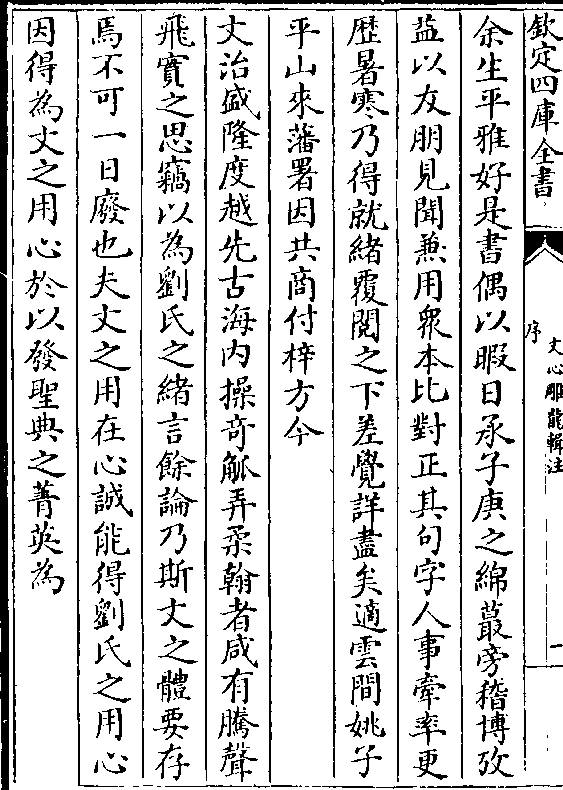 欽定四庫全書
文心雕龍輯注
序
一
余生平雅好是書偶以暇日承子庚之綿蕞旁稽博攷
益以友朋見聞兼用衆本比對正其句字人事牽率更
歴暑寒乃得就緒覆閱之下差覺詳盡矣適雲間姚子
平山來藩署因共商付梓方今
文治盛隆度越先古海內操奇觚弄柔翰者咸有騰聲
飛實之思竊以為劉氏之緒言餘論乃斯文之體要存
焉不可一日廢也夫文之用在心誠能得劉氏之用心
因得為文之用心於以發聖典之菁英為